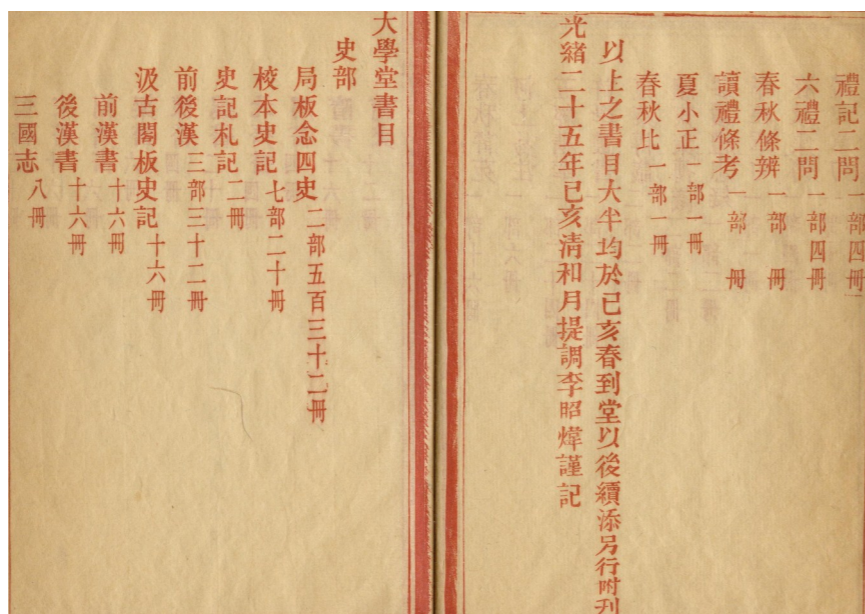 禮記二問 一部四冊
六禮二問 一部四冊
春秋條辨 一部 冊
讀禮條考 一部 冊
夏小正 一部一冊
春秋比 一部一冊
以上之書目大半均於已亥春到堂以後續添另行附刊
光緒二十五年已亥清和月提調李昭煒謹記
大學堂書目
史部
局板念四史 二部五百三十二冊
校本史記 七部二十冊
史記札記 二冊
前後漢 三部三十二冊
汲古閣板史記 十六冊
前漢書 十六冊
後漢書 十六冊
三國志 八冊